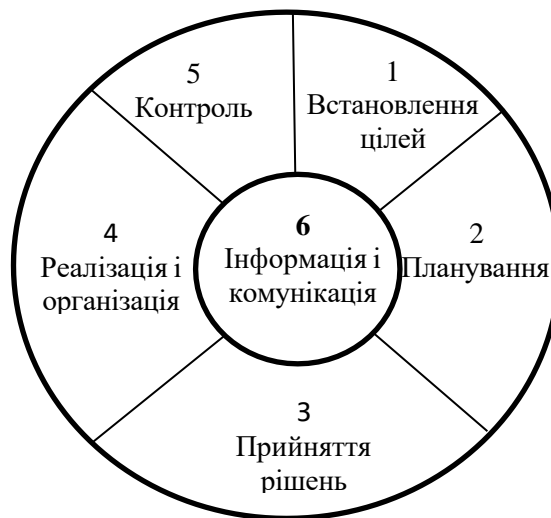 1
Встановлення
цілей
2
Планування
3
Прийняття
рішень
4
Реалізація і
організація
5
Контроль
6
Інформація і
комунікація